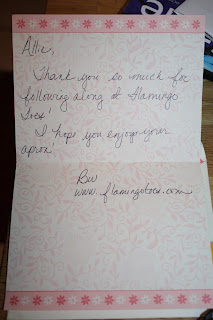 Allie,
Thank you so much for
following along at Flamingo
Toes!
I hope you enjoy your
apron!
Bev
www.flamingotoes.com